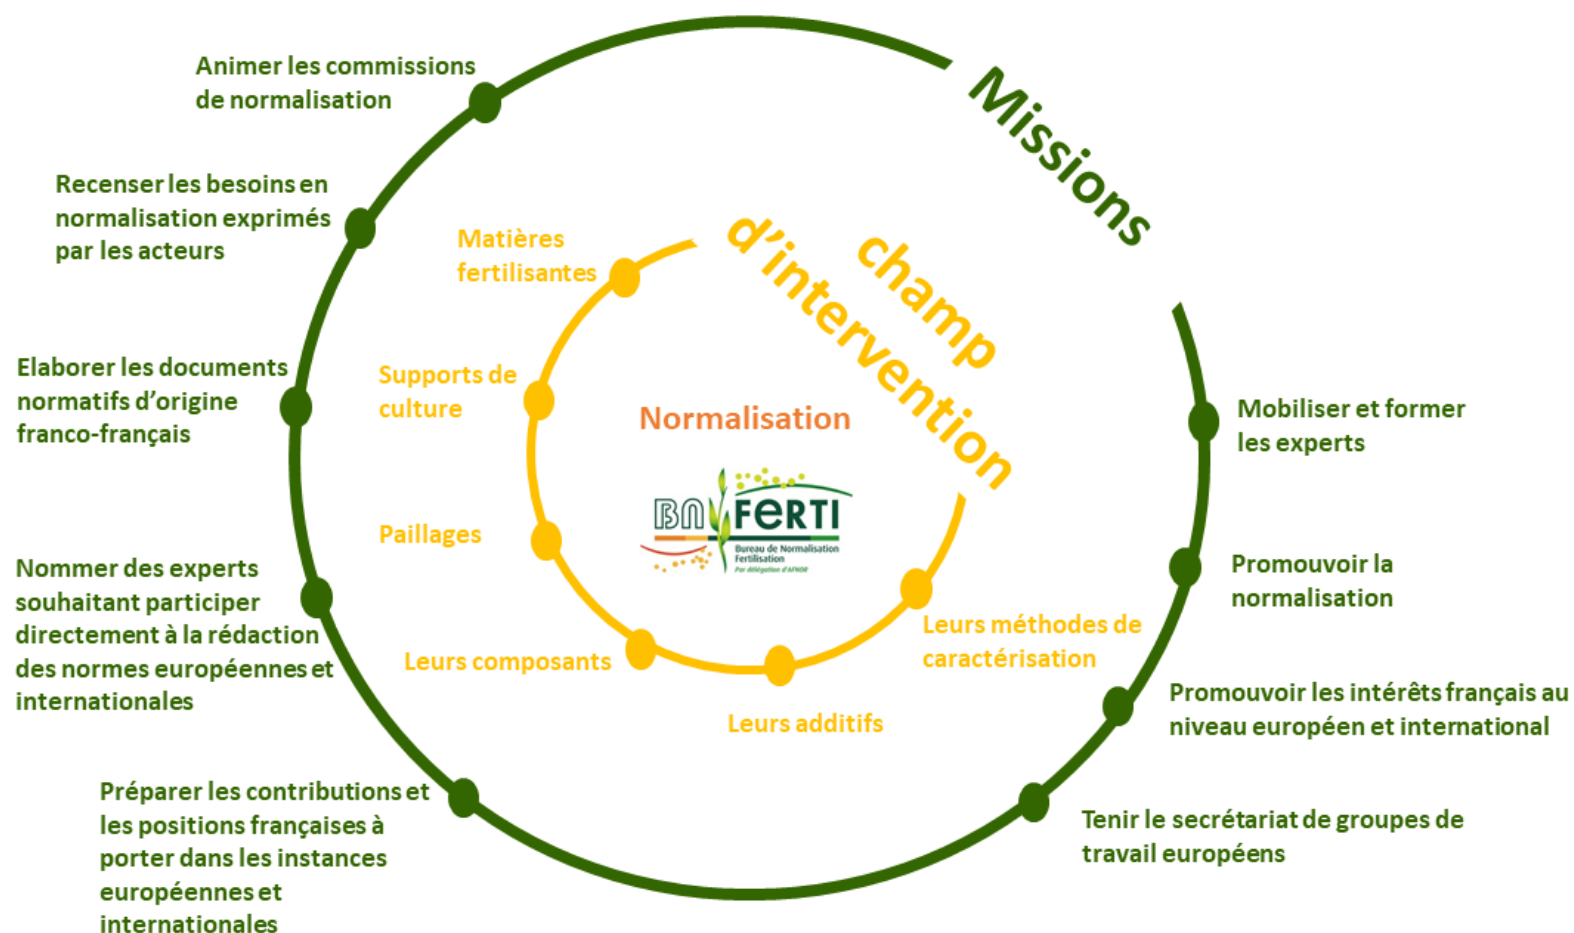 Missions
Animer les commissions
de normalisation
Recenser les besoins en
normalisation exprimés
par les acteurs
Elaborer les documents
normatifs d’origine
franco-français
Nommer des experts
souhaitant participer
directement à la rédaction
des normes européennes et
internationales
Préparer les contributions et
les positions françaises à
porter dans les instances
européennes et
internationales
Mobiliser et former
les experts
Promouvoir la
normalisation
Promouvoir les intérêts français au
niveau européen et international
Tenir le secrétariat de groupes de
travail européens
champ
d’intervention
Matières
fertilisantes
Supports de
culture
Paillages
Leurs composants
Leurs additifs
Leurs méthodes de
caractérisation
Normalisation
BN FeRTI
Bureau de Normalisation
Fertilisation
Par délégation d'AFNOR